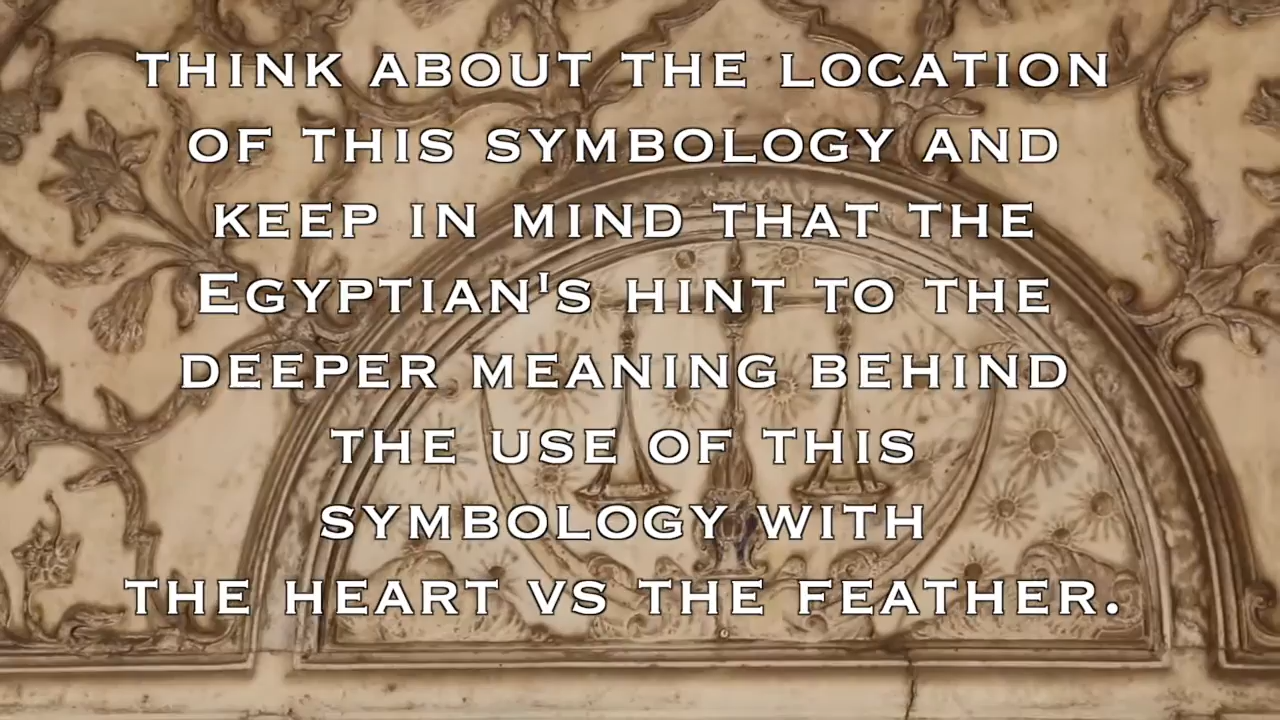 THINK ABOUT THE LOCATION
OF THIS SYMBOLOGY AND
KEEP IN MIND THAT THE
EGYPTIAN'S HINT TO THE
DEEPER MEANING BEHIND
THE USE OF THIS
SYMBOLOGY WITH
THE HEART VS THE FEATHER.